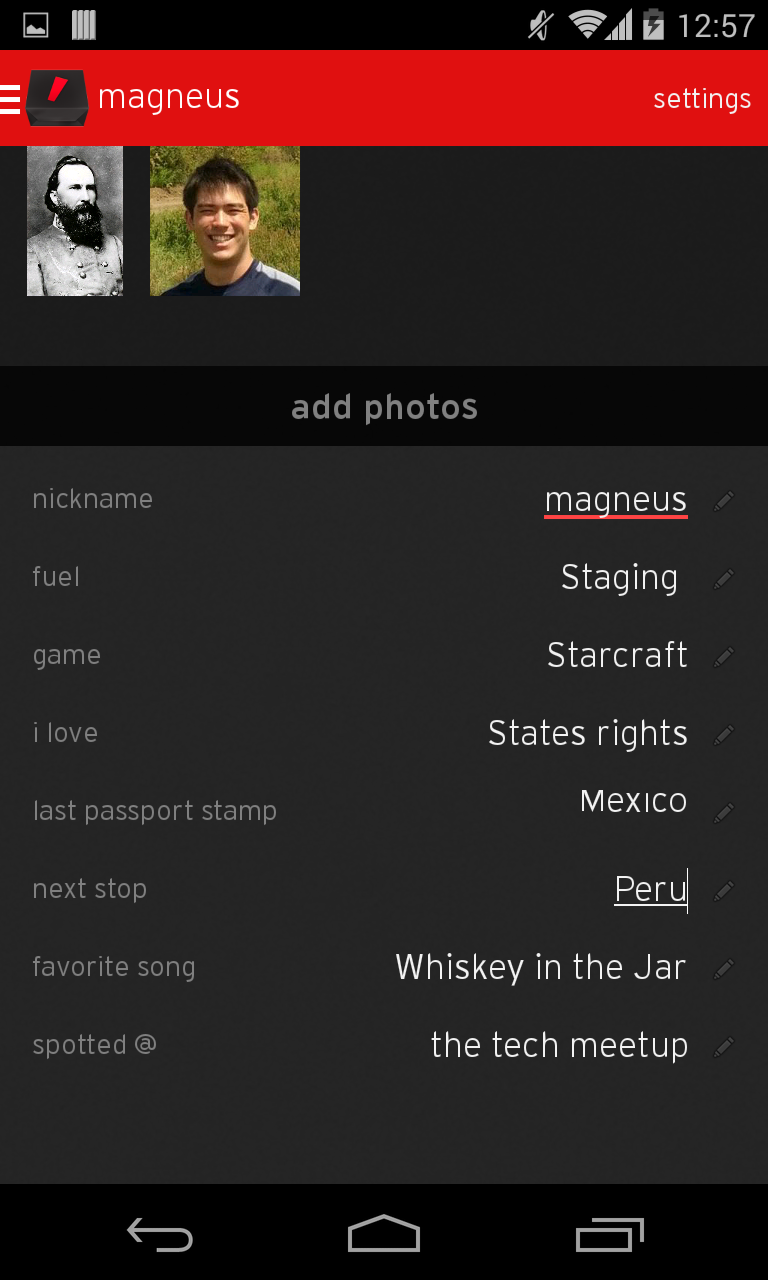 12:57
magneus settings
add photos
nickname magneus
fuel Staging
game Starcraft
i love States rights
last passport stamp Mexico
next stop Peru
favorite song Whiskey in the Jar
spotted @ the tech meetup